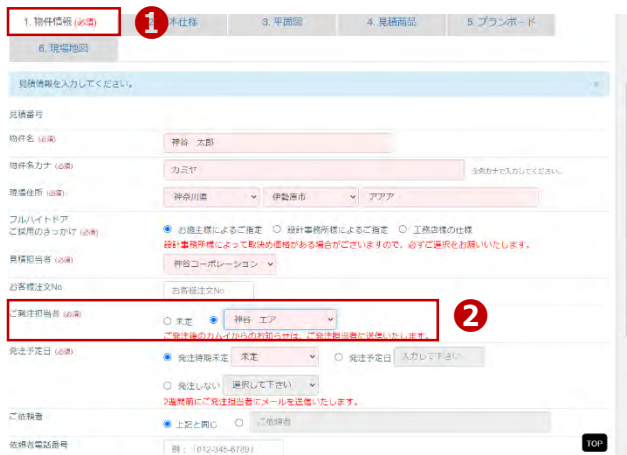 1. 物件情報 (必須)
1
本仕様
3. 平面図
4. 見積商品
5. プランボード
6. 現場地図
見積情報を入力してください。
×
見積番号
物件名 (必須)
神谷 太郎
物件名カナ (必須)
カミヤ
全角カナで入力してください。
現場住所 (必須)
神奈川県
伊勢原市
アアア
フルハイトドア
ご採用のきっかけ (必須)
お施主様によるご指定
設計事務所様によるご指定
工務店様の仕様
設計事務所様によって取決め価格がある場合がございますので、必ずご選択をお願いいたします。
見積担当者 (必須)
神谷コーポレーション
お客様注文No
お客様注文No
ご発注担当者 (必須)
未定
神谷 エア
2
ご発注後のカムイからのお知らせは、ご発注担当者に送信いたします。
発注予定日 (必須)
発注時期未定
未定
発注予定日
入力して下さい
発注しない
選択して下さい
2週間前にご発注担当者にメールを送信いたします。
ご依頼者
上記と同じ
ご依頼者
依頼者電話番号
例：(012-345-6789)
TOP